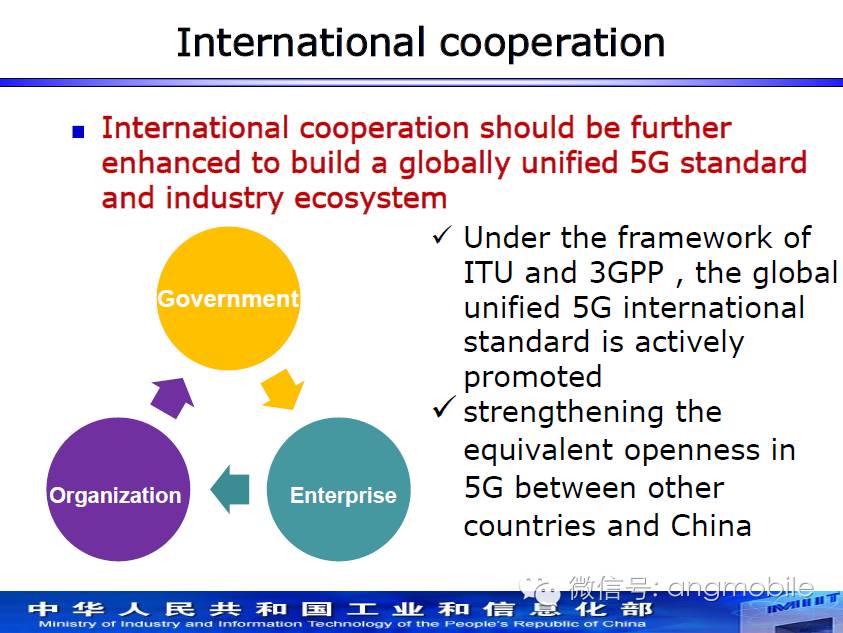 International cooperation
International cooperation should be further
enhanced to build a globally unified 5G standard
and industry ecosystem
Government
Organization
Enterprise
Under the framework of
ITU and 3GPP , the global
unified 5G international
standard is actively
promoted
strengthening the
equivalent openness in
5G between other
countries and China
微信号: angmobile
中华人民共和国工业和信息化部
Ministry of Industry and Information Technology of the People's Republic of China
MIIT